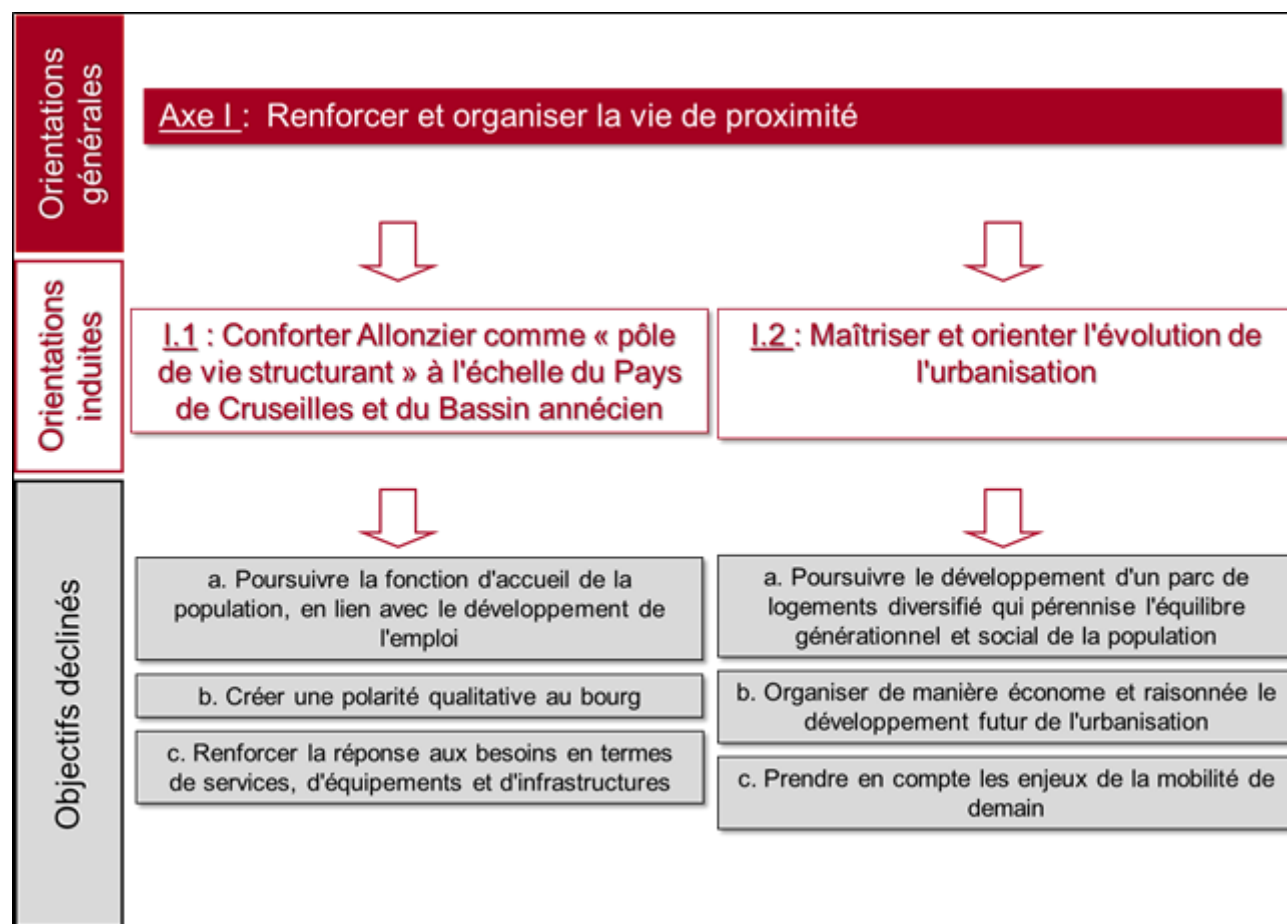 Orientations
générales
Axe I : Renforcer et organiser la vie de proximité
Orientations
induites
I.1 : Conforter Allonzier comme « pôle
de vie structurant » à l'échelle du Pays
de Cruseilles et du Bassin annécien
I.2 : Maîtriser et orienter l'évolution de
l'urbanisation
Objectifs déclinés
a. Poursuivre la fonction d'accueil de la
population, en lien avec le développement de
l'emploi
b. Créer une polarité qualitative au bourg
c. Renforcer la réponse aux besoins en termes
de services, d'équipements et d'infrastructures
a. Poursuivre le développement d'un parc de
logements diversifié qui pérennise l'équilibre
générationnel et social de la population
b. Organiser de manière économe et raisonnée le
développement futur de l'urbanisation
c. Prendre en compte les enjeux de la mobilité de
demain